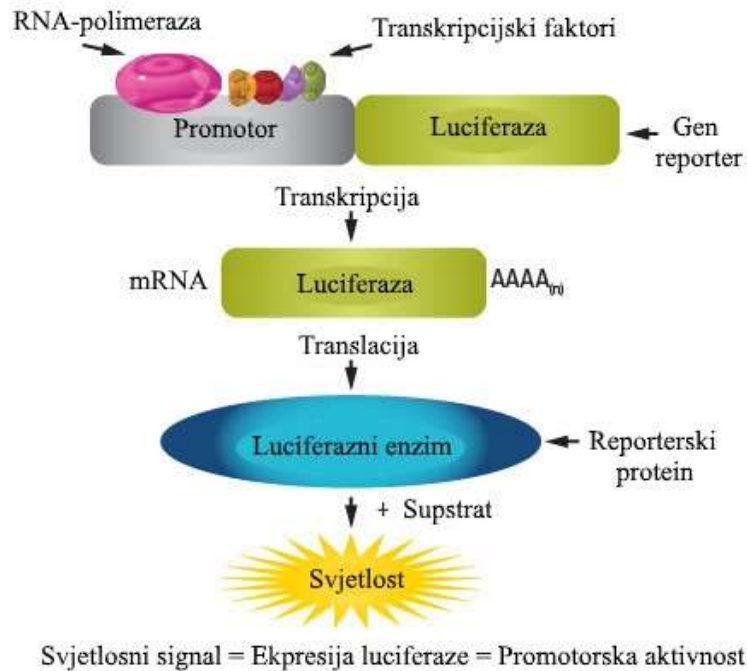 RNA-polimeraza
Transkripcijski faktori
Promotor
Luciferaza
Gen
reporter
Transkripcija
mRNA
Luciferaza
AAAA(n)
Translacija
Luciferazni enzim
Reporterski
protein
+ Supstrat
Svjetlost
Svjetlosni signal = Ekpresija luciferaze = Promotorska aktivnost